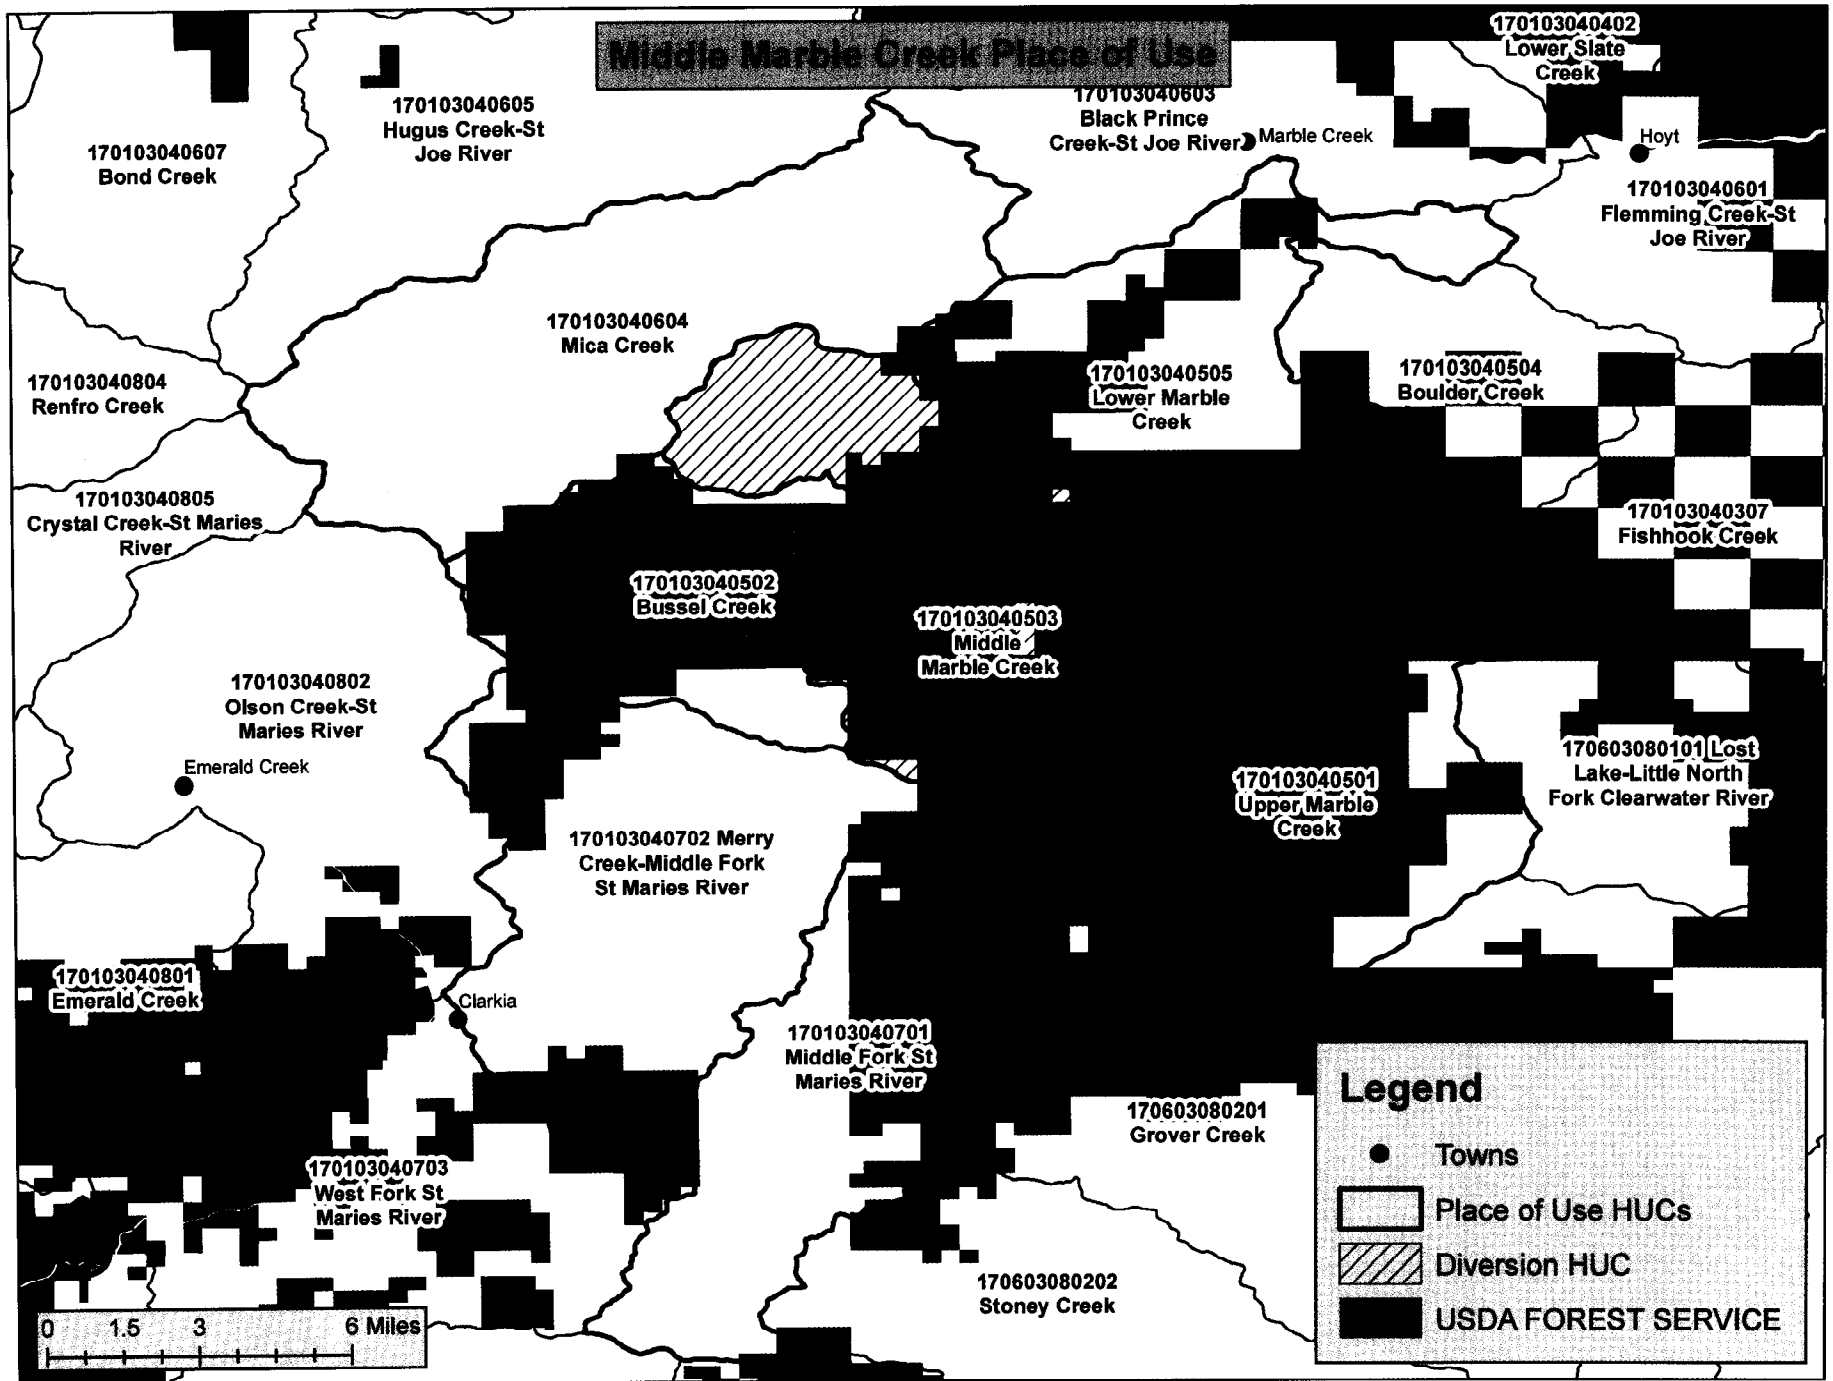 Middle Marble Creek Place of Use
170103040402
Lower Slate
Creek
170103040605
Hugus Creek-St
Joe River
170103040603
Black Prince
Creek-St Joe River
Marble Creek
Hoyt
170103040607
Bond Creek
170103040601
Flemming Creek-St
Joe River
170103040604
Mica Creek
170103040804
Renfro Creek
170103040505
Lower Marble
Creek
170103040504
Boulder Creek
170103040805
Crystal Creek-St Maries
River
170103040307
Fishhook Creek
170103040502
Bussel Creek
170103040503
Middle
Marble Creek
170103040802
Olson Creek-St
Maries River
Emerald Creek
170103040501
Upper Marble
Creek
170603080101 Lost
Lake-Little North
Fork Clearwater River
170103040702 Merry
Creek-Middle Fork
St Maries River
170103040801
Emerald Creek
Clarkia
170103040701
Middle Fork St
Maries River
170603080201
Grover Creek
170103040703
West Fork St
Maries River
170603080202
Stoney Creek
Legend
Towns
Place of Use HUCs
Diversion HUC
USDA FOREST SERVICE
0 1.5 3 6 Miles